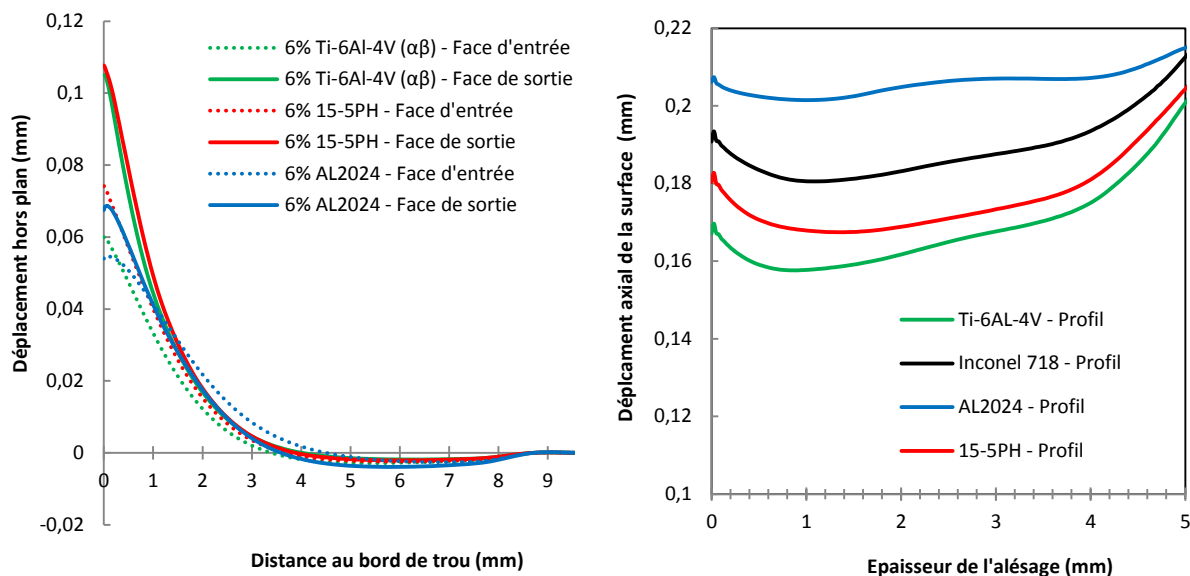 0,12
0,1
0,08
0,06
0,04
0,02
0
-0,02
Déplacement hors plan (mm)
6% Ti-6Al-4V (αβ) - Face d'entrée
6% Ti-6Al-4V (αβ) - Face de sortie
6% 15-5PH - Face d'entrée
6% 15-5PH - Face de sortie
6% AL2024 - Face d'entrée
6% AL2024 - Face de sortie
0 1 2 3 4 5 6 7 8 9
Distance au bord de trou (mm)
0,22
0,2
0,18
0,16
0,14
0,12
0,1
Déplcament axial de la surface (mm)
Ti-6AL-4V - Profil
Inconel 718 - Profil
AL2024 - Profil
15-5PH - Profil
0 1 2 3 4 5
Epaisseur de l'alésage (mm)